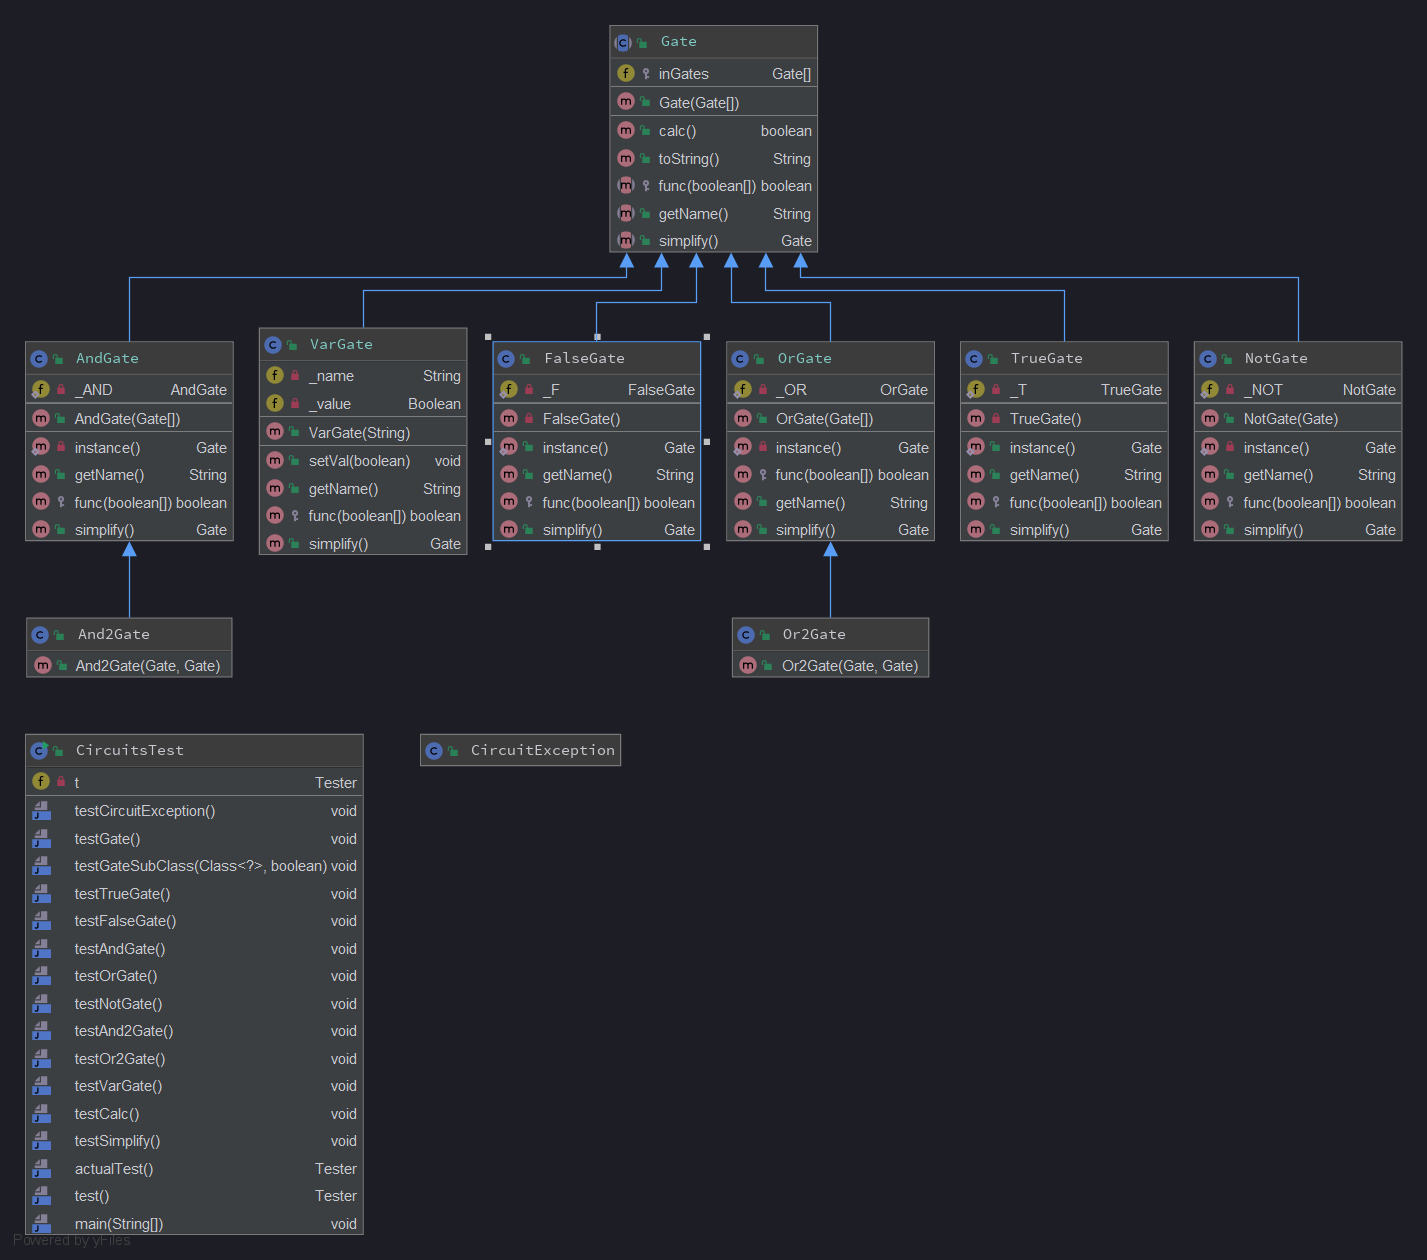 Gate
inGates Gate[]
Gate(Gate[])
calc() boolean
toString() String
func(boolean[]) boolean
getName() String
simplify() Gate
AndGate
_AND AndGate
AndGate(Gate[])
instance() Gate
getName() String
func(boolean[]) boolean
simplify() Gate
VarGate
_name String
_value Boolean
VarGate(String)
setVal(boolean) void
getName() String
func(boolean[]) boolean
simplify() Gate
FalseGate
_F FalseGate
FalseGate()
instance() Gate
getName() String
func(boolean[]) boolean
simplify() Gate
OrGate
_OR OrGate
OrGate(Gate[])
instance() Gate
func(boolean[]) boolean
getName() String
simplify() Gate
TrueGate
_T TrueGate
TrueGate()
instance() Gate
getName() String
func(boolean[]) boolean
simplify() Gate
NotGate
_NOT NotGate
NotGate(Gate)
instance() Gate
getName() String
func(boolean[]) boolean
simplify() Gate
And2Gate
And2Gate(Gate, Gate)
Or2Gate
Or2Gate(Gate, Gate)
CircuitsTest
t Tester
testCircuitException() void
testGate() void
testGateSubClass(Class<?>, boolean) void
testTrueGate() void
testFalseGate() void
testAndGate() void
testOrGate() void
testNotGate() void
testAnd2Gate() void
testOr2Gate() void
testVarGate() void
testCalc() void
testSimplify() void
actualTest() Tester
test() Tester
main(String[]) void
CircuitException
Powered by yFiles